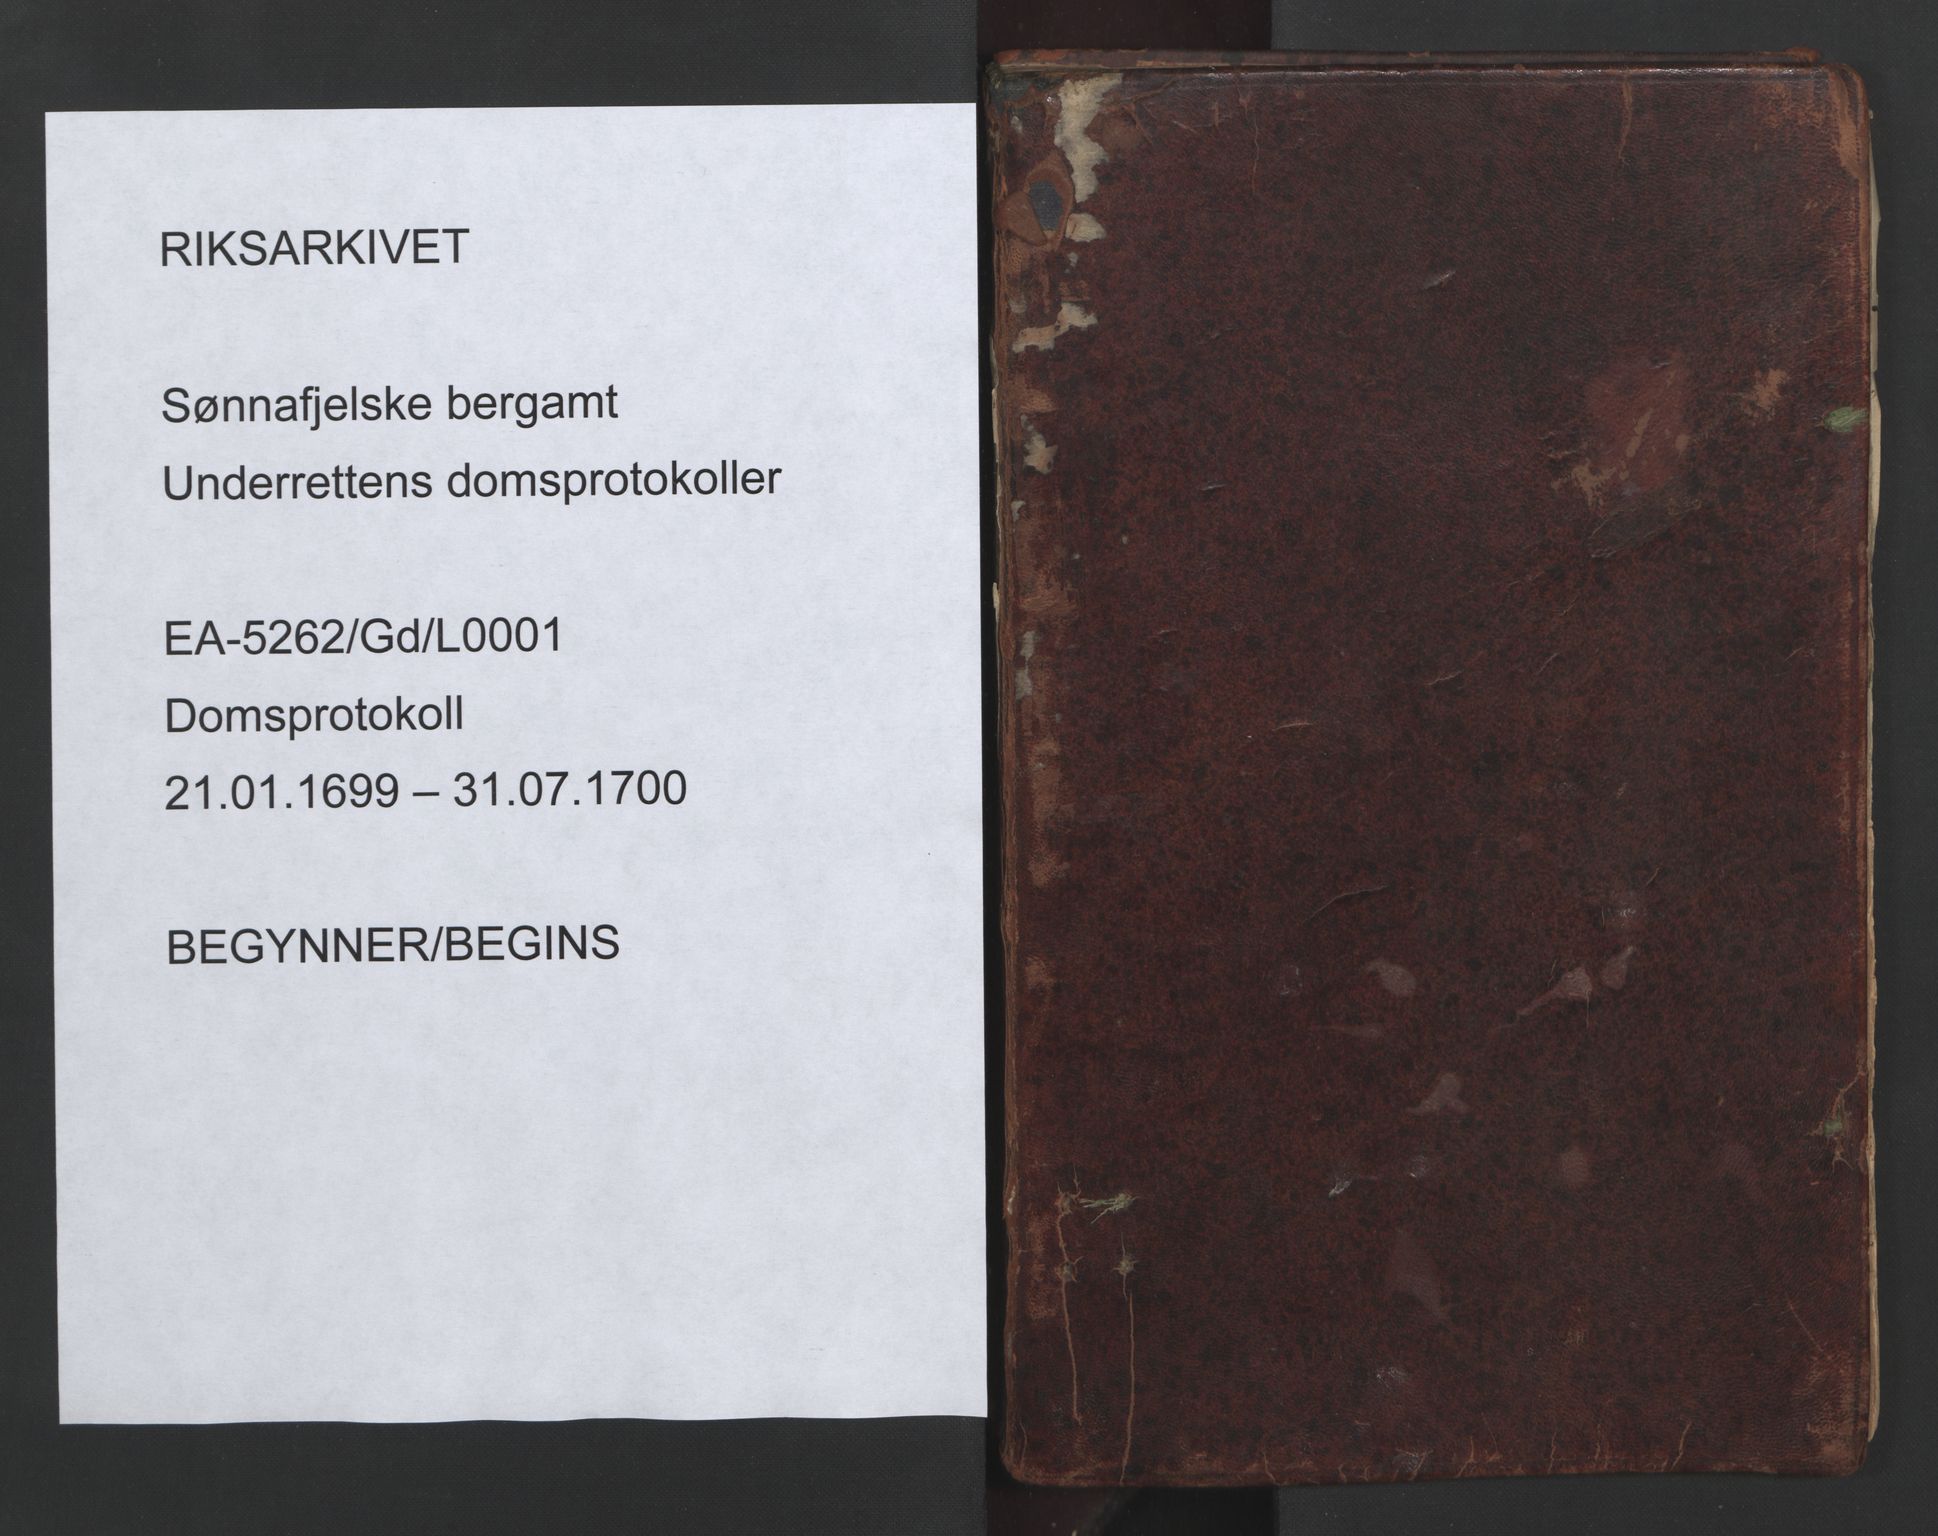 RIKSARKIVET
Sønnafjelske bergamt
Underrettens domsprotokoller
EA-5262/Gd/L0001
Domsprotokoll
21.01.1699 – 31.07.1700
BEGYNNER/BEGINS